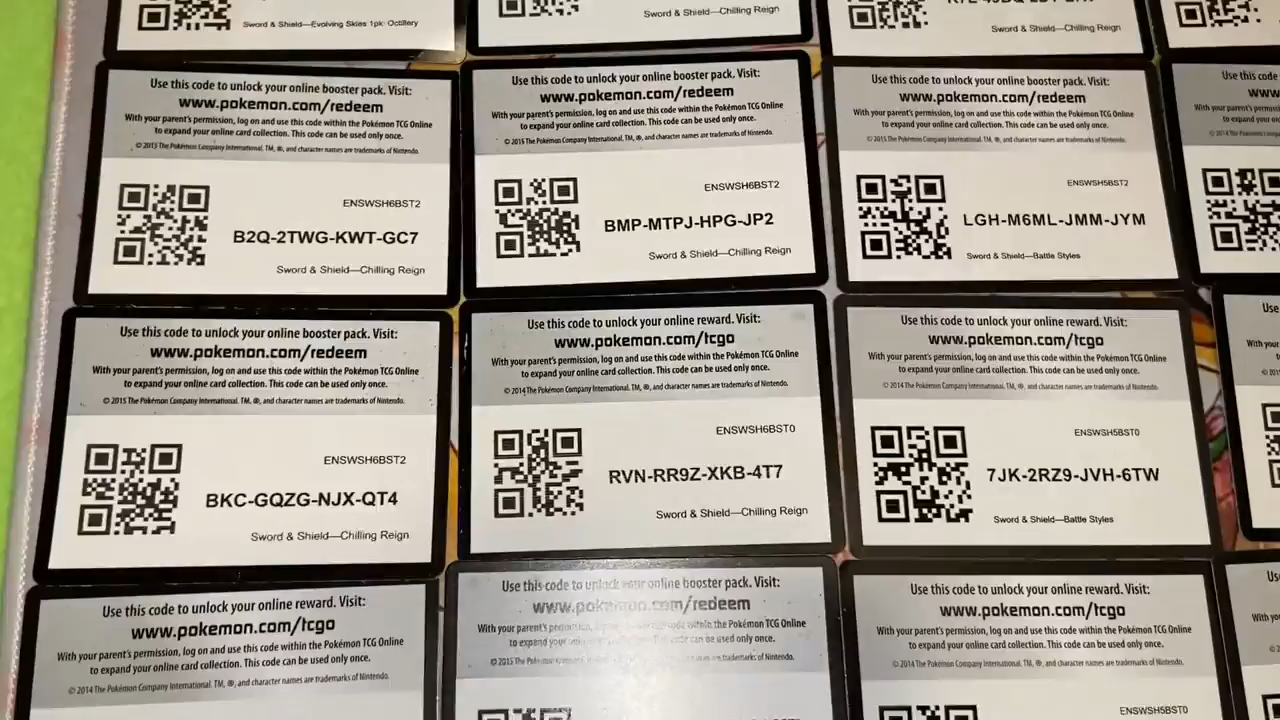 Sword & Shield—Evolving Skies 1pk: Octillery
Sword & Shield—Chilling Reign
Sword & Shield—Chilling Reign
Use this code to unlock your online booster pack. Visit:
www.pokemon.com/redeem
With your parent's permission, log on and use this code within the Pokémon TCG Online
to expand your online card collection. This code can be used only once.
© 2015 The Pokémon Company International. TM, ®, and character names are trademarks of Nintendo.
ENSWSH6BST2
B2Q-2TWG-KWT-GC7
Sword & Shield—Chilling Reign
Use this code to unlock your online booster pack. Visit:
www.pokemon.com/redeem
With your parent's permission, log on and use this code within the Pokémon TCG Online
to expand your online card collection. This code can be used only once.
© 2015 The Pokémon Company International. TM, ®, and character names are trademarks of Nintendo.
ENSWSH6BST2
BMP-MTPJ-HPG-JP2
Sword & Shield—Chilling Reign
Use this code to unlock your online booster pack. Visit:
www.pokemon.com/redeem
With your parent's permission, log on and use this code within the Pokémon TCG Online
to expand your online card collection. This code can be used only once.
© 2015 The Pokémon Company International. TM, ®, and character names are trademarks of Nintendo.
ENSWSH5BST2
LGH-M6ML-JMM-JYM
Sword & Shield—Battle Styles
Use this code
www.
With your parent's
to expand your
© 2014 The Pokémon
Use this code to unlock your online booster pack. Visit:
www.pokemon.com/redeem
With your parent's permission, log on and use this code within the Pokémon TCG Online
to expand your online card collection. This code can be used only once.
© 2015 The Pokémon Company International. TM, ®, and character names are trademarks of Nintendo.
ENSWSH6BST2
BKC-GQZG-NJX-QT4
Sword & Shield—Chilling Reign
Use this code to unlock your online reward. Visit:
www.pokemon.com/tcgo
With your parent's permission, log on and use this code within the Pokémon TCG Online
to expand your online card collection. This code can be used only once.
© 2014 The Pokémon Company International. TM, ®, and character names are trademarks of Nintendo.
ENSWSH6BST0
RVN-RR9Z-XKB-4T7
Sword & Shield—Chilling Reign
Use this code to unlock your online reward. Visit:
www.pokemon.com/tcgo
With your parent's permission, log on and use this code within the Pokémon TCG Online
to expand your online card collection. This code can be used only once.
© 2014 The Pokémon Company International. TM, ®, and character names are trademarks of Nintendo.
ENSWSH5BST0
7JK-2RZ9-JVH-6TW
Sword & Shield—Battle Styles
Use
With your
Use this code to unlock your online reward. Visit:
www.pokemon.com/tcgo
With your parent's permission, log on and use this code within the Pokémon TCG Online
to expand your online card collection. This code can be used only once.
© 2014 The Pokémon Company International. TM, ®, and character names are trademarks of Nintendo.
Use this code to unlock your online booster pack. Visit:
www.pokemon.com/redeem
With your parent's code within the Pokémon TCG Online
to expand your code can be used only once.
© 2015 The names are trademarks of Nintendo.
Use this code to unlock your online reward. Visit:
www.pokemon.com/tcgo
With your parent's permission, log on and use this code within the Pokémon TCG Online
to expand your online card collection. This code can be used only once.
© 2014 The Pokémon Company International. TM, ®, and character names are trademarks of Nintendo.
ENSWSH5BST0
Use this
With